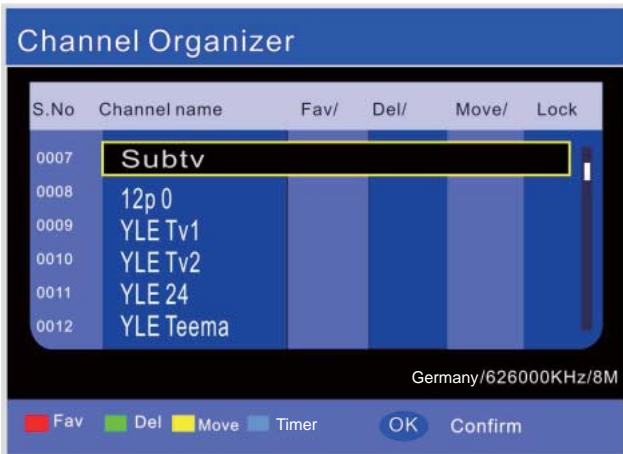 Channel Organizer
S.No Channel name Fav/ Del/ Move/ Lock
0007 Subtv
0008 12p 0
0009 YLE Tv1
0010 YLE Tv2
0011 YLE 24
0012 YLE Teema
Germany/626000KHz/8M
Fav Del Move Timer OK Confirm